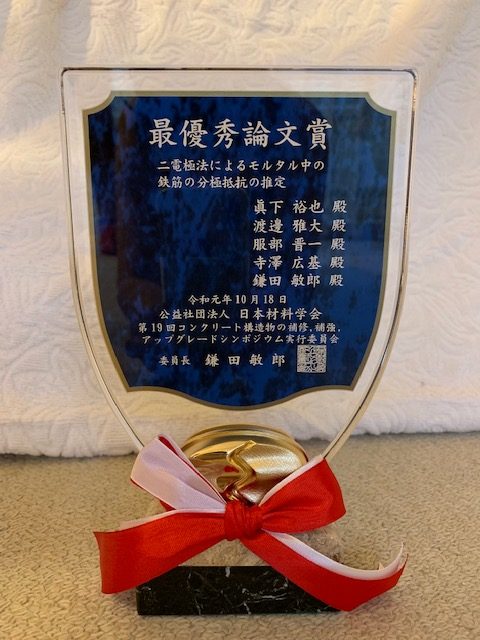 最優秀論文賞
二電極法によるモルタル中の
鉄筋の分極抵抗の推定
眞下 裕也 殿
渡邉 雅大 殿
服部 晋一 殿
寺澤 広基 殿
鎌田 敏郎 殿
令和元年10月18日
公益社団法人 日本材料学会
第19回コンクリート構造物の補修,補強,
アップグレードシンポジウム実行委員会
委員長 鎌田敏郎